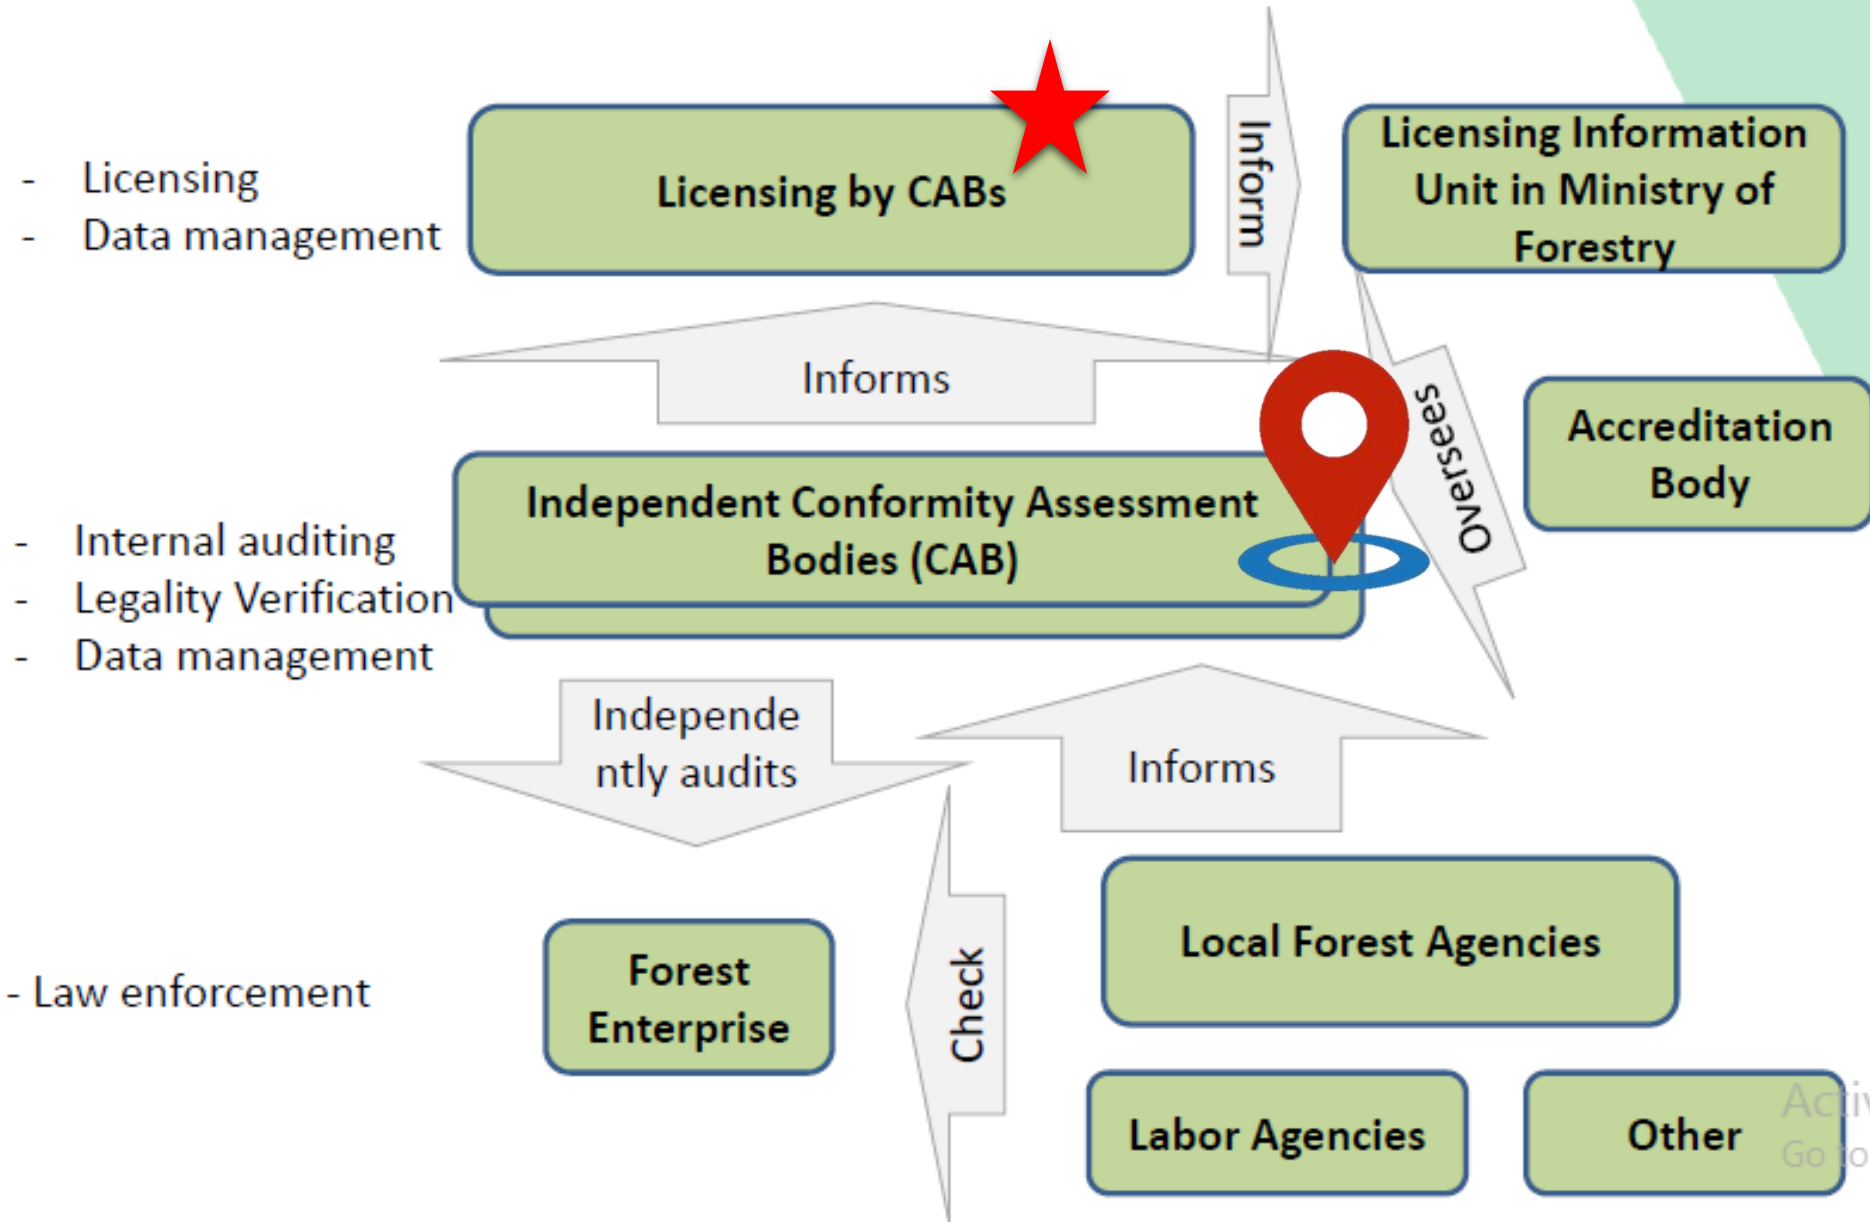 - Licensing
- Data management
Licensing by CABs
Inform
Licensing Information
Unit in Ministry of
Forestry
Informs
Oversees
Accreditation
Body
- Internal auditing
- Legality Verification
- Data management
Independent Conformity Assessment
Bodies (CAB)
Independe
ntly audits
Informs
- Law enforcement
Forest
Enterprise
Check
Local Forest Agencies
Labor Agencies
Other
Go to